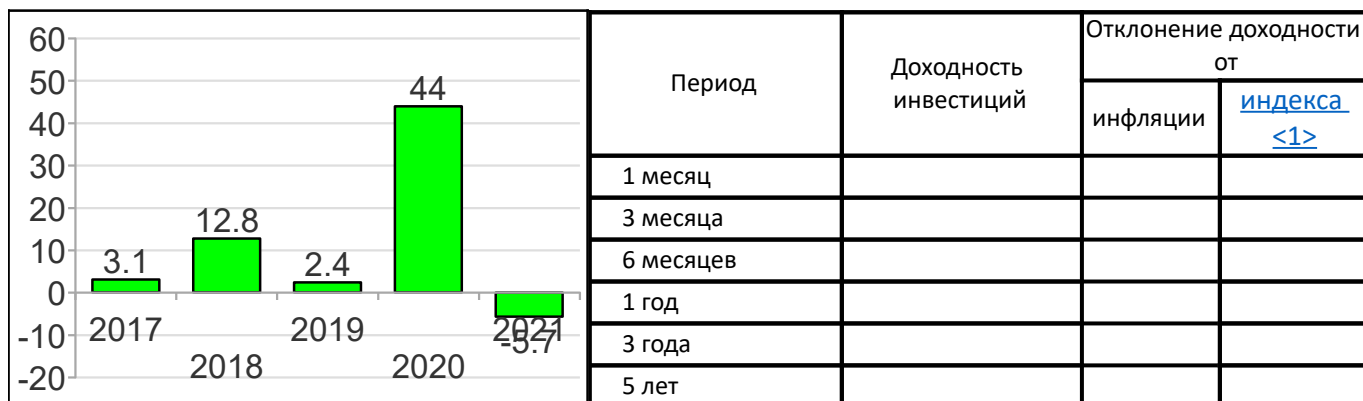 60
50
40
30
20
10
0
-10
-20
3.1
12.8
2.4
44
-5.7
2017
2018
2019
2020
2021
Период
Доходность
инвестиций
Отклонение доходности
от
инфляции
индекса
<1>
1 месяц
3 месяца
6 месяцев
1 год
3 года
5 лет